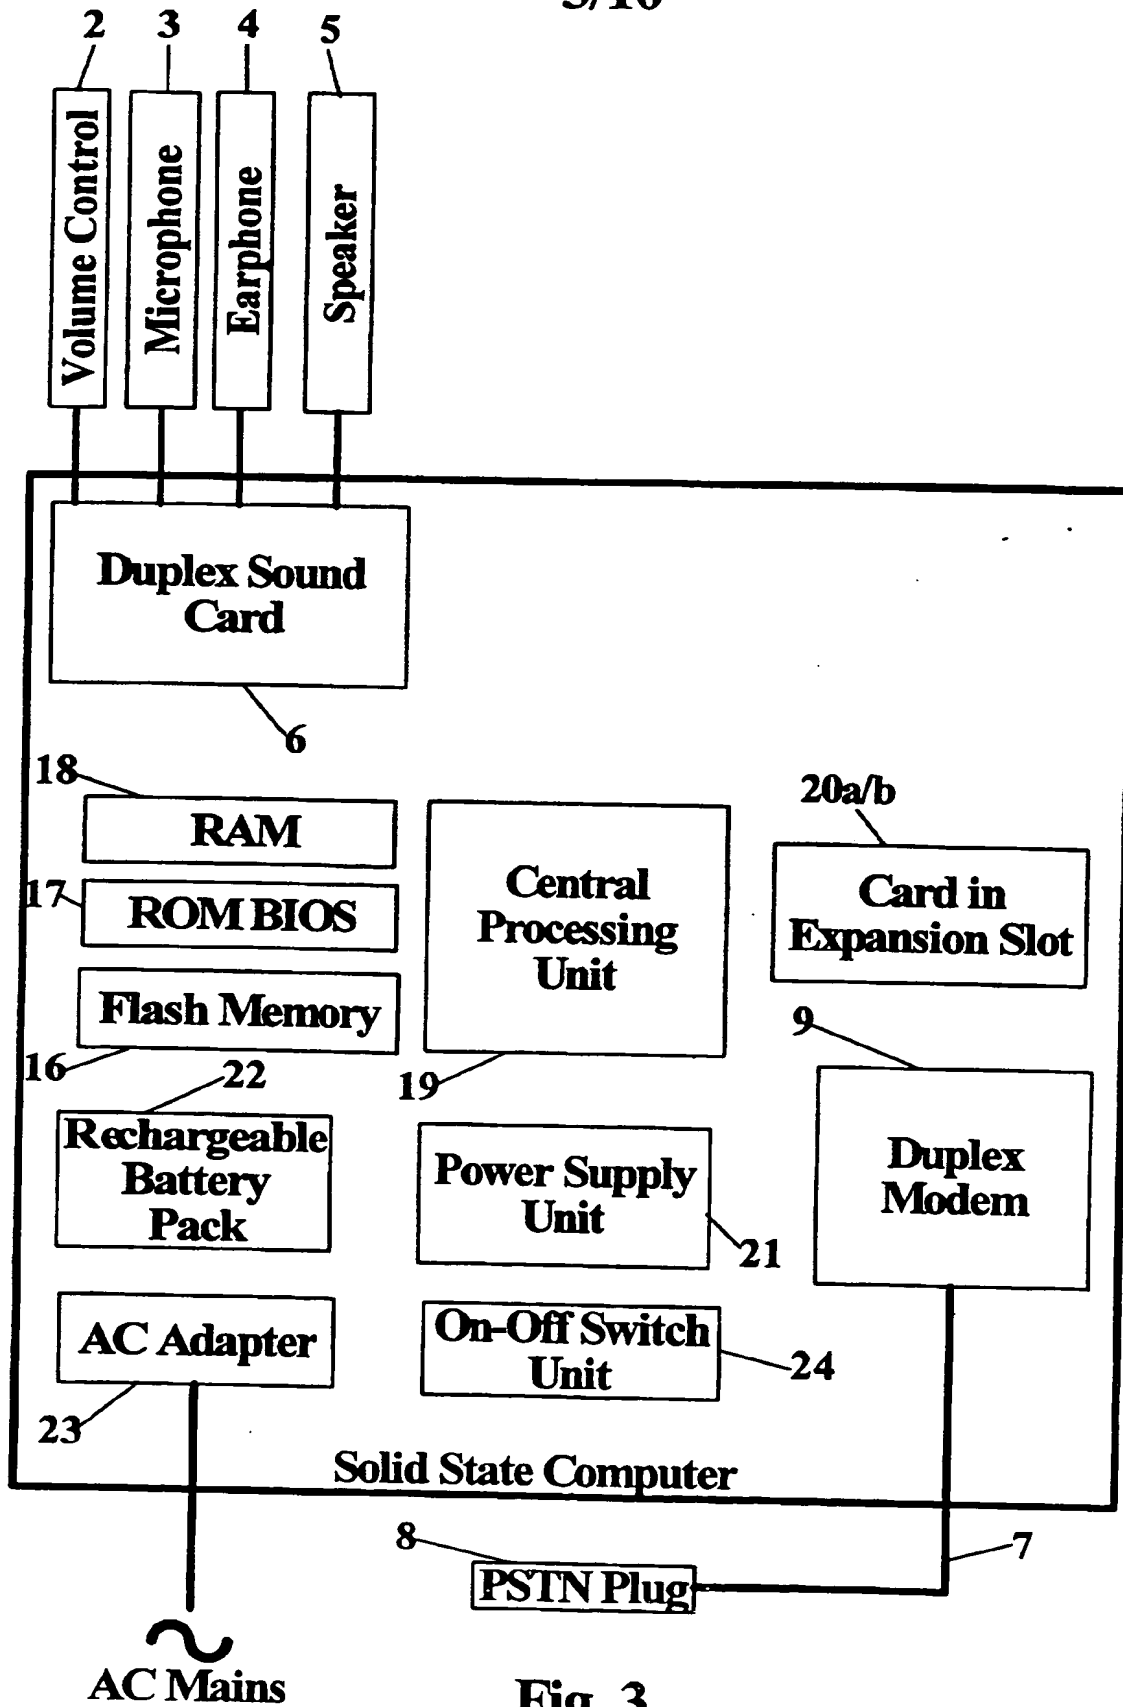 3/10
2 3 4 5
Volume Control
Microphone
Earphone
Speaker
Duplex Sound
Card
6
18
RAM
17
ROM BIOS
Flash Memory
16
Central
Processing
Unit
19
20a/b
Card in
Expansion Slot
9
Duplex
Modem
22
Rechargeable
Battery
Pack
Power Supply
Unit
21
AC Adapter
23
On-Off Switch
Unit
24
Solid State Computer
8
PSTN Plug
7
AC Mains
Fig. 3